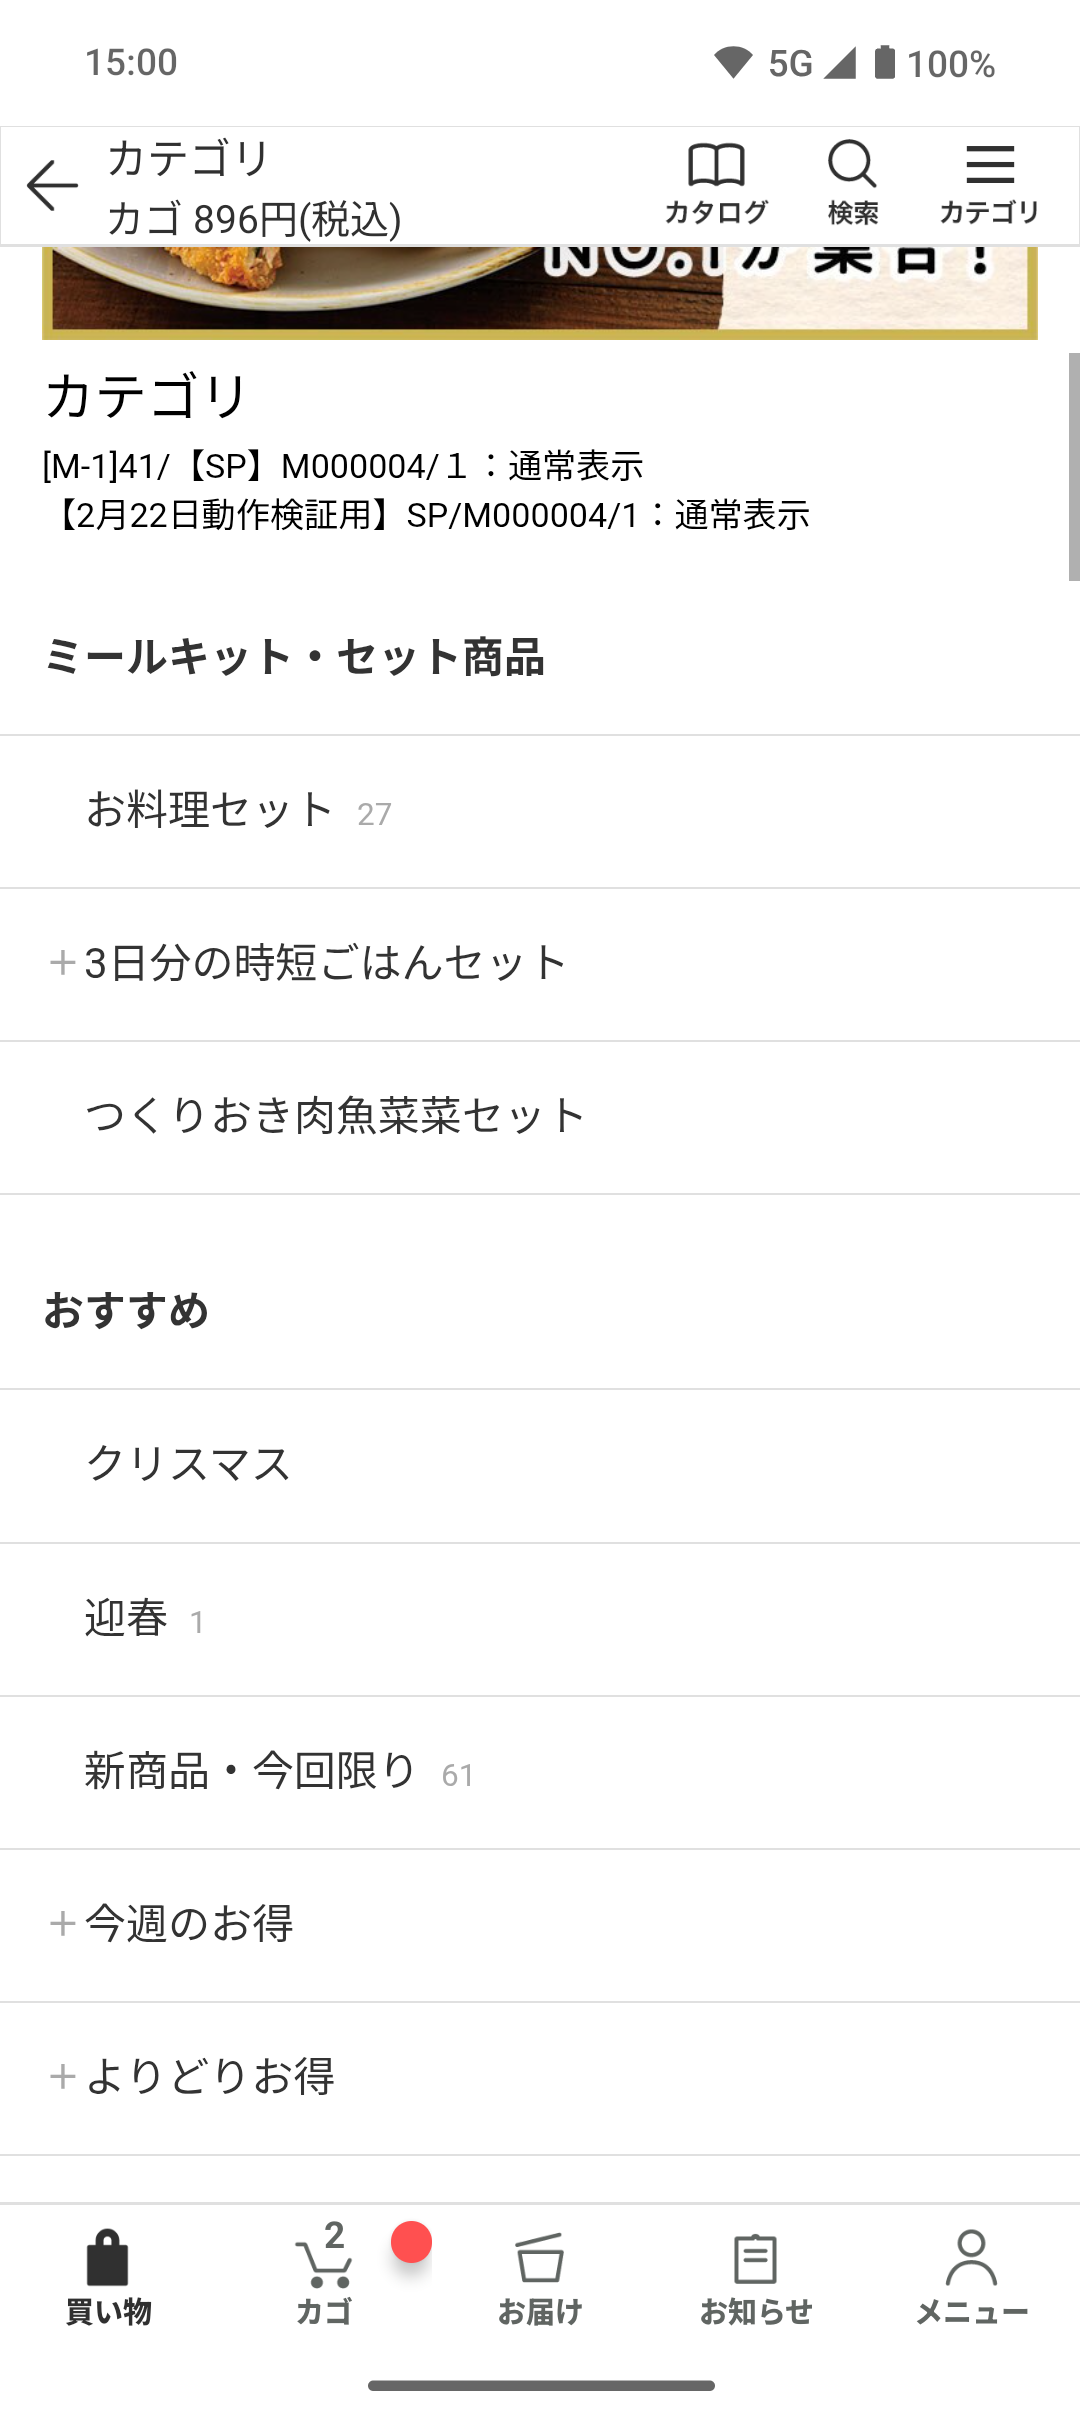 15:00
5G 100%
カテゴリ
カゴ 896円(税込)
カタログ
検索
カテゴリ
NO.1が集合!
カテゴリ
[M-1]41/【SP】M000004/１：通常表示
【2月22日動作検証用】SP/M000004/1：通常表示
ミールキット・セット商品
お料理セット 27
+3日分の時短ごはんセット
つくりおき肉魚菜菜セット
おすすめ
クリスマス
迎春 1
新商品・今回限り 61
+今週のお得
+よりどりお得
2
買い物
カゴ
お届け
お知らせ
メニュー